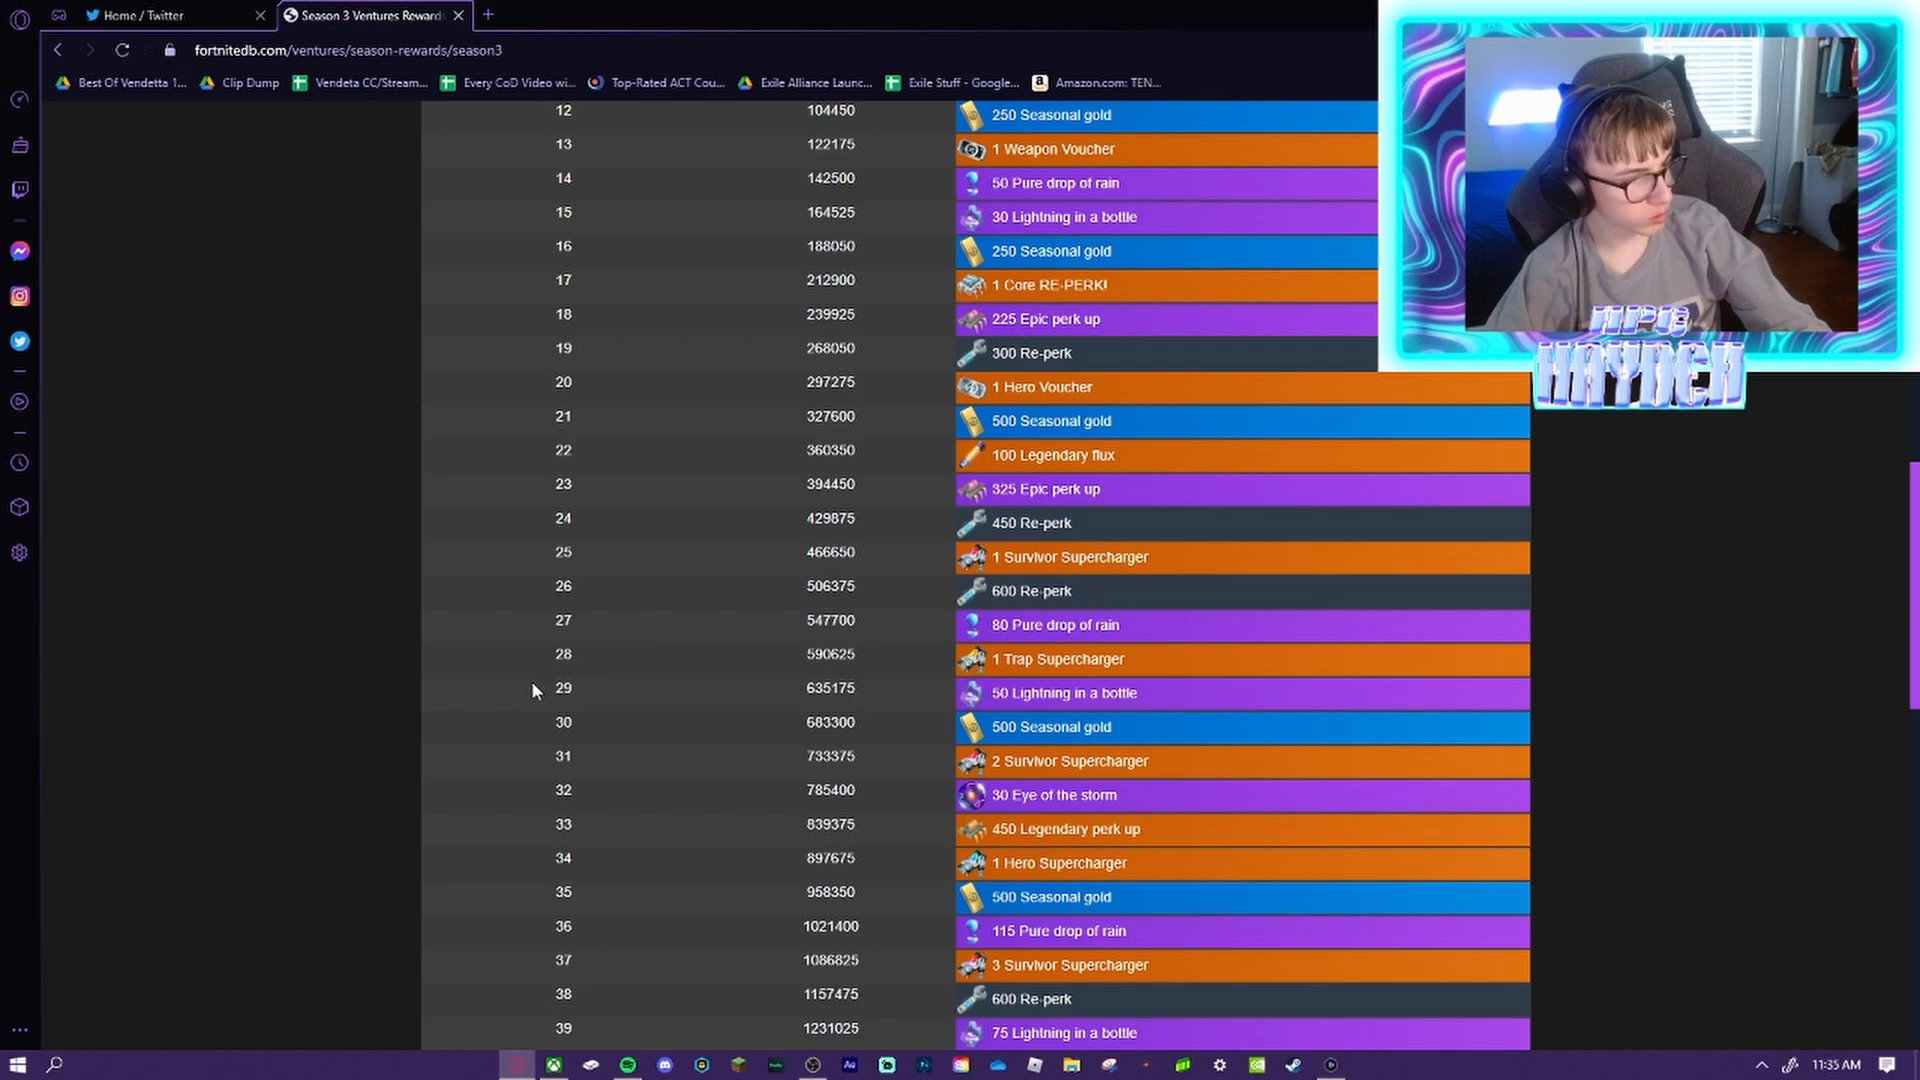 Home / Twitter
Season 3 Ventures Reward
fortnitedb.com/ventures/season-rewards/season3
Best Of Vendetta 1...
Clip Dump
Vendeta CC/Stream...
Every CoD Video wi...
Top-Rated ACT Cou...
Exile Alliance Launc...
Exile Stuff - Google...
Amazon.com: TEN...
12 104450 250 Seasonal gold
13 122175 1 Weapon Voucher
14 142500 50 Pure drop of rain
15 164525 30 Lightning in a bottle
16 188050 250 Seasonal gold
17 212900 1 Core RE-PERK!
18 239925 225 Epic perk up
19 268050 300 Re-perk
20 297275 1 Hero Voucher
21 327600 500 Seasonal gold
22 360350 100 Legendary flux
23 394450 325 Epic perk up
24 429875 450 Re-perk
25 466650 1 Survivor Supercharger
26 506375 600 Re-perk
27 547700 80 Pure drop of rain
28 590625 1 Trap Supercharger
29 635175 50 Lightning in a bottle
30 683300 500 Seasonal gold
31 733375 2 Survivor Supercharger
32 785400 30 Eye of the storm
33 839375 450 Legendary perk up
34 897675 1 Hero Supercharger
35 958350 500 Seasonal gold
36 1021400 115 Pure drop of rain
37 1086825 3 Survivor Supercharger
38 1157475 600 Re-perk
39 1231025 75 Lightning in a bottle
11:35 AM